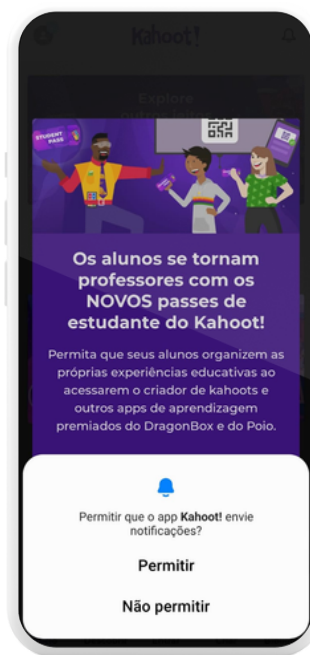 Kahoot!
Explore
STUDENT
PASS
Os alunos se tornam
professores com os
NOVOS passes de
estudante do Kahoot!
Permita que seus alunos organizem as
próprias experiências educativas ao
acessarem o criador de kahoots e
outros apps de aprendizagem
premiados do DragonBox e do Poio.
Permitir que o app Kahoot! envie
notificações?
Permitir
Não permitir